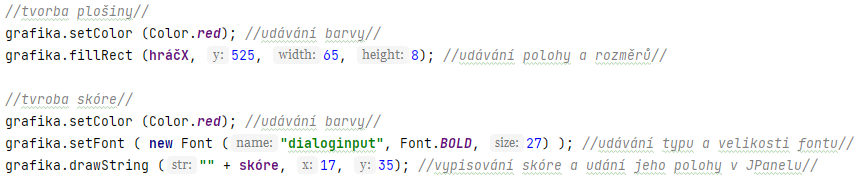 //tvorba plošiny//
grafika.setColor (Color.red); //udávání barvy//
grafika.fillRect (hráčX, y: 525, width: 65, height: 8); //udávání polohy a rozměrů//
//tvroba skóre//
grafika.setColor (Color.red); //udávání barvy//
grafika.setFont ( new Font ( name: "dialoginput", Font.BOLD, size: 27) ); //udávání typu a velikosti fontu//
grafika.drawString ( str: "" + skóre, x: 17, y: 35); //vypisování skóre a udání jeho polohy v JPanelu//